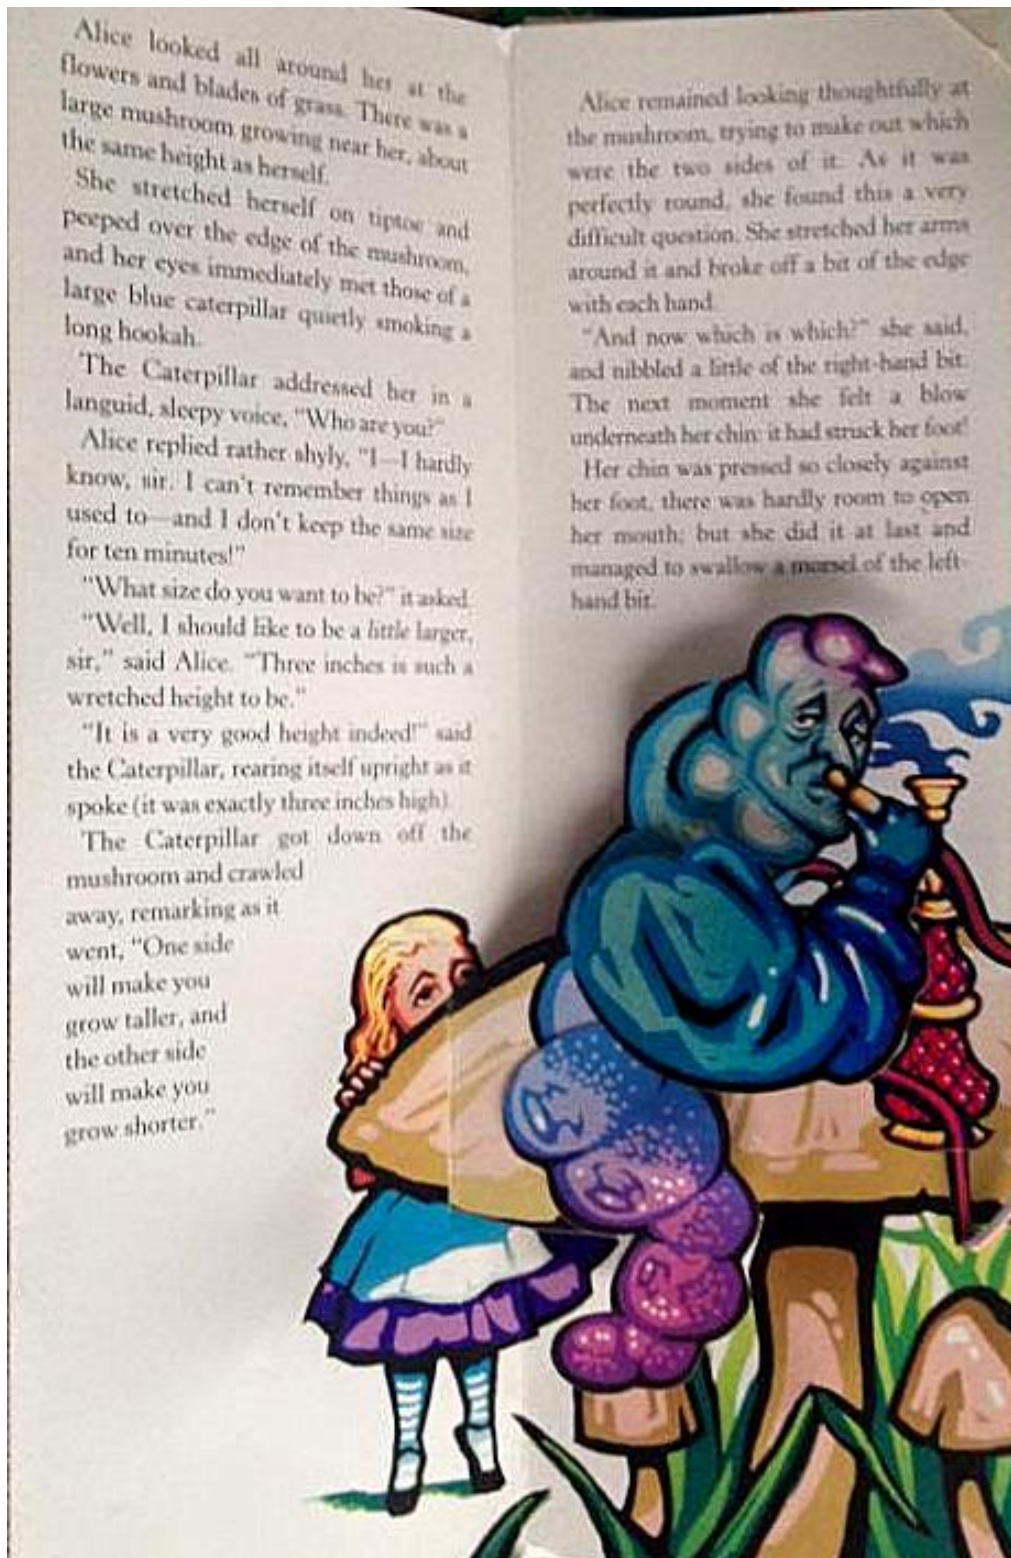 Alice looked all around her at the
flowers and blades of grass. There was a
large mushroom growing near her, about
the same height as herself.
She stretched herself on tiptoe and
peeped over the edge of the mushroom,
and her eyes immediately met those of a
large blue caterpillar quietly smoking a
long hookah.
The Caterpillar addressed her in a
languid, sleepy voice, "Who are you?"
Alice replied rather shyly, "I—I hardly
know, sir. I can't remember things as I
used to—and I don't keep the same size
for ten minutes!"
"What size do you want to be?" it asked.
"Well, I should like to be a little larger,
sir," said Alice. "Three inches is such a
wretched height to be."
"It is a very good height indeed!" said
the Caterpillar, rearing itself upright as it
spoke (it was exactly three inches high).
The Caterpillar got down off the
mushroom and crawled
away, remarking as it
went, "One side
will make you
grow taller, and
the other side
will make you
grow shorter."
Alice remained looking thoughtfully at
the mushroom, trying to make out which
were the two sides of it. As it was
perfectly round, she found this a very
difficult question. She stretched her arms
around it and broke off a bit of the edge
with each hand.
"And now which is which?" she said,
and nibbled a little of the right-hand bit.
The next moment she felt a blow
underneath her chin: it had struck her foot!
Her chin was pressed so closely against
her foot, there was hardly room to open
her mouth; but she did it at last and
managed to swallow a morsel of the left-
hand bit.